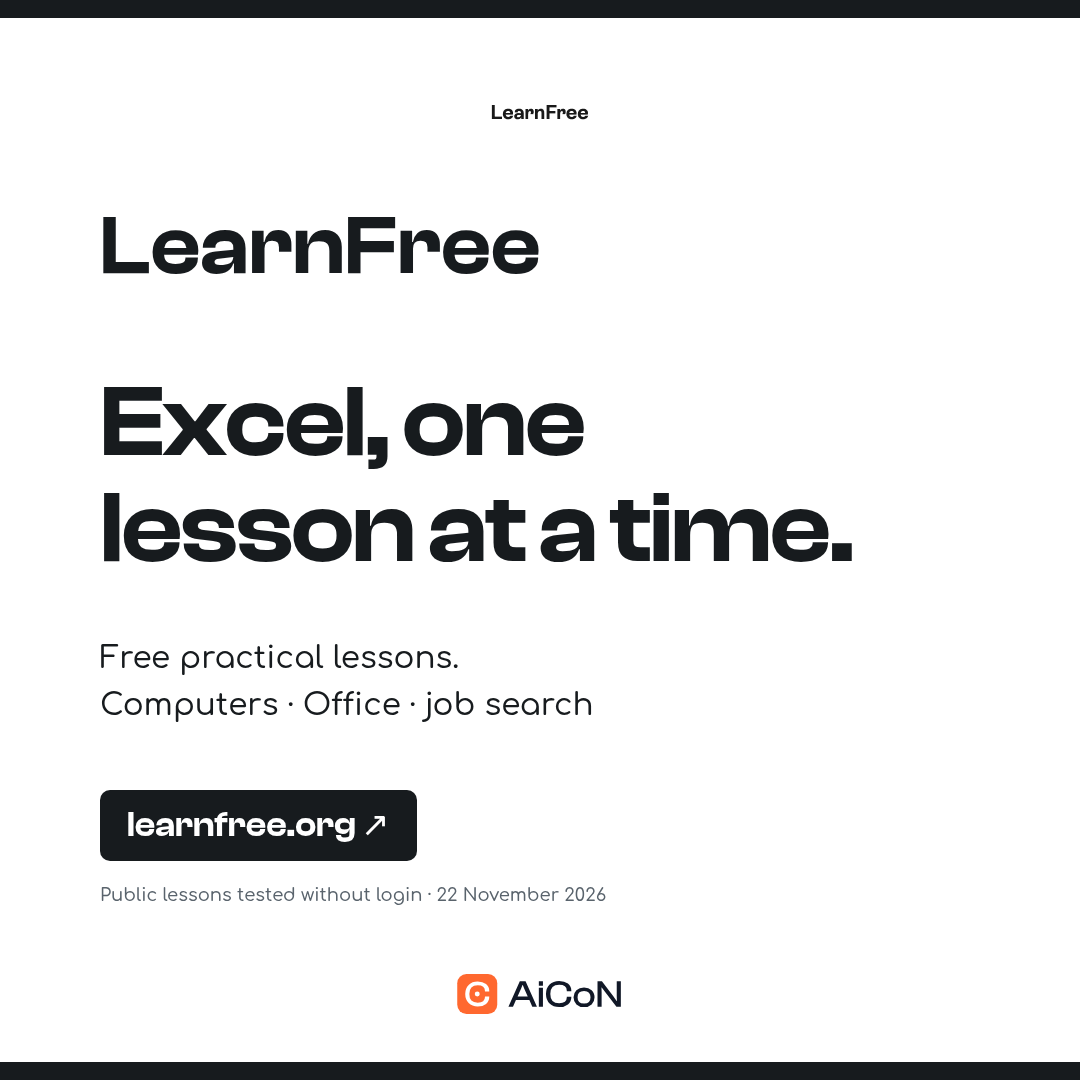 LearnFree
LearnFree
Excel, one
lesson at a time.
Free practical lessons.
Computers · Office · job search
learnfree.org ↗
Public lessons tested without login · 22 November 2026
AiCoN